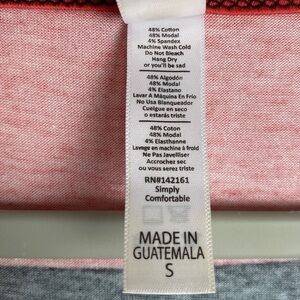 48% Cotton
48% Modal
4% Spandex
Machine Wash Cold
Do Not Bleach
Hang Dry
or you'll be sad
48% Algodón
48% Modal
4% Elastano
Lavar A Máquina En Frío
No Usa Blanqueador
Cuelgue en seco
o estarás triste
48% Coton
48% Modal
4% Elasthanne
Lavage en machine à froid
Ne Pas Javelliser
Accrochez sec
ou vous serez triste
RN#142161
Simply
Comfortable
MADE IN
GUATEMALA
S